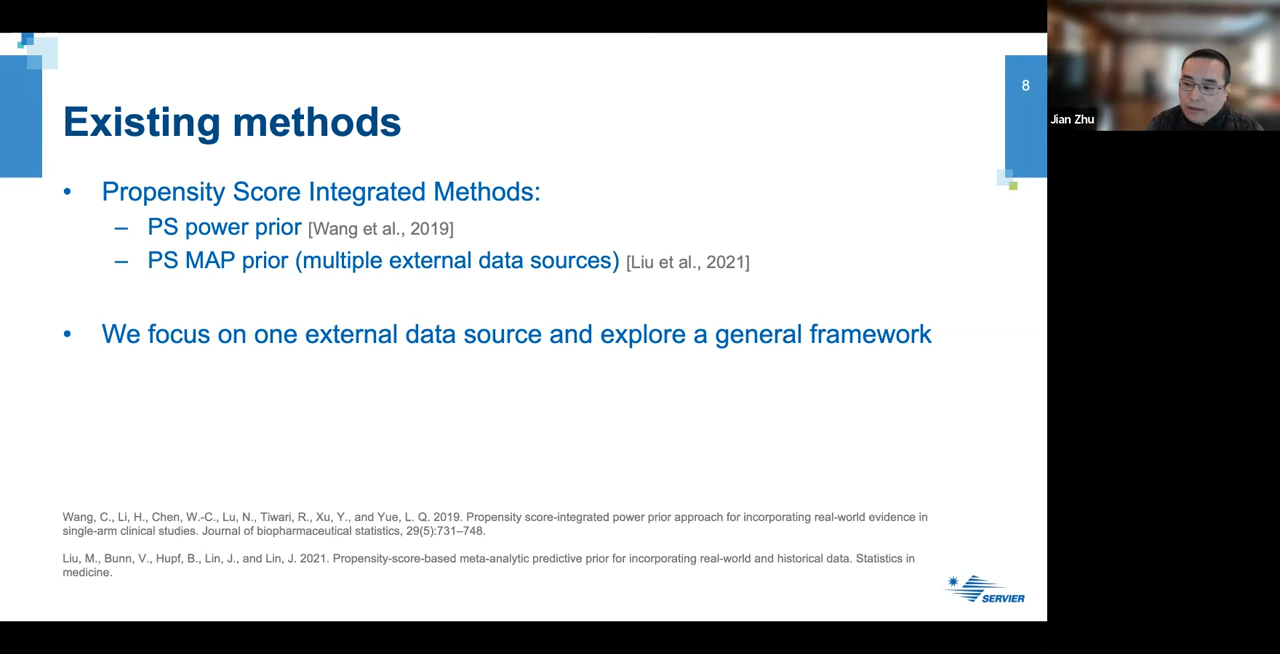 8
Jian Zhu
Existing methods
• Propensity Score Integrated Methods:
– PS power prior [Wang et al., 2019]
– PS MAP prior (multiple external data sources) [Liu et al., 2021]
• We focus on one external data source and explore a general framework
Wang, C., Li, H., Chen, W.-C., Lu, N., Tiwari, R., Xu, Y., and Yue, L. Q. 2019. Propensity score-integrated power prior approach for incorporating real-world evidence in
single-arm clinical studies. Journal of biopharmaceutical statistics, 29(5):731–748.
Liu, M., Bunn, V., Hupf, B., Lin, J., and Lin, J. 2021. Propensity-score-based meta-analytic predictive prior for incorporating real-world and historical data. Statistics in
medicine.
SERVIER